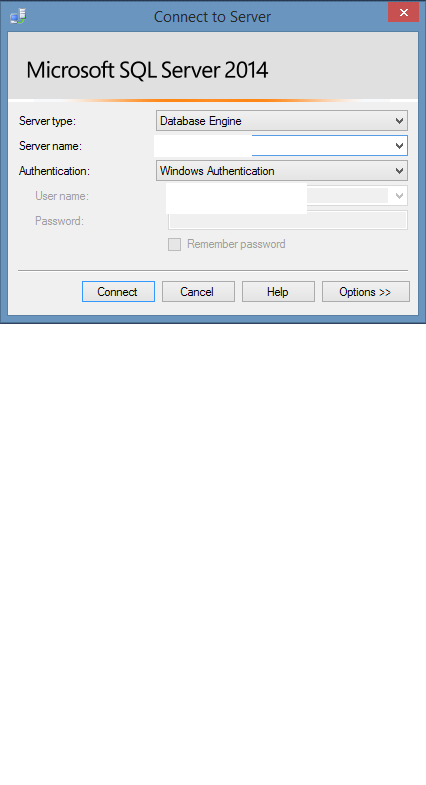 Connect to Server
Microsoft SQL Server 2014
Server type: Database Engine
Server name:
Authentication: Windows Authentication
User name:
Password:
Remember password
Connect Cancel Help Options >>